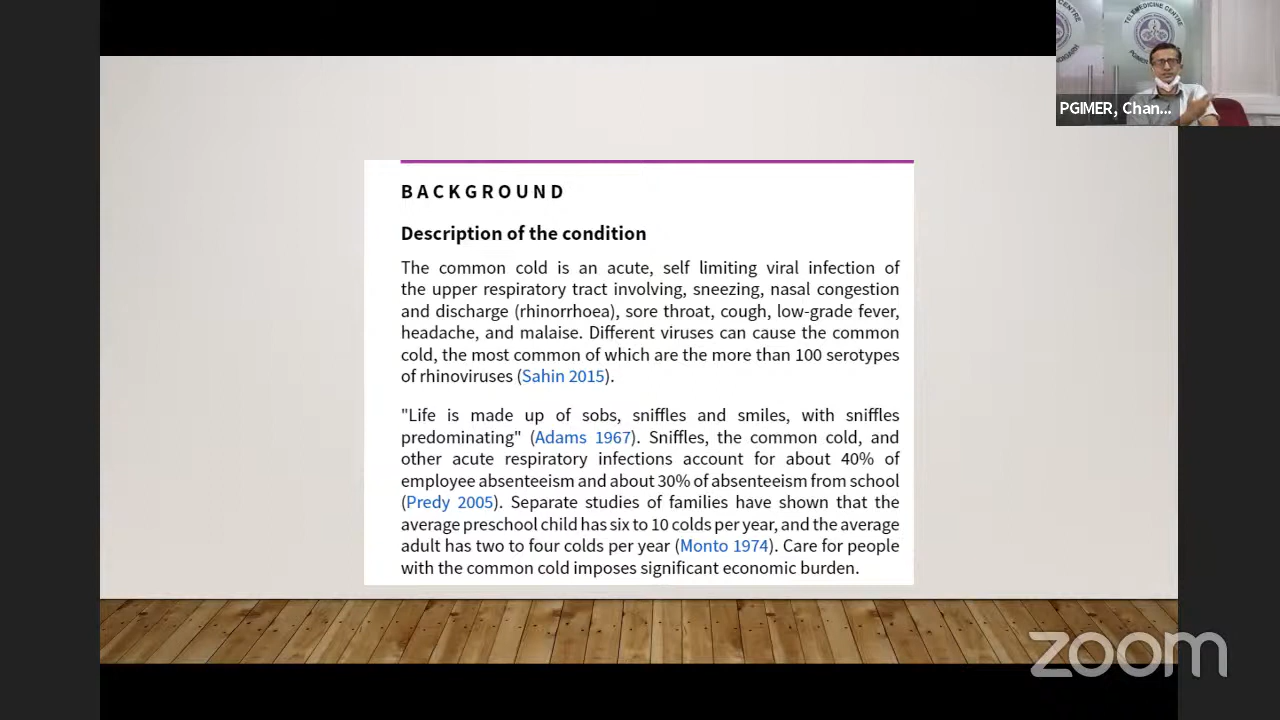 TELEMEDICINE CENTRE
PGIMER, Chan...
BACKGROUND
Description of the condition
The common cold is an acute, self limiting viral infection of
the upper respiratory tract involving, sneezing, nasal congestion
and discharge (rhinorrhoea), sore throat, cough, low-grade fever,
headache, and malaise. Different viruses can cause the common
cold, the most common of which are the more than 100 serotypes
of rhinoviruses (Sahin 2015).
"Life is made up of sobs, sniffles and smiles, with sniffles
predominating" (Adams 1967). Sniffles, the common cold, and
other acute respiratory infections account for about 40% of
employee absenteeism and about 30% of absenteeism from school
(Predy 2005). Separate studies of families have shown that the
average preschool child has six to 10 colds per year, and the average
adult has two to four colds per year (Monto 1974). Care for people
with the common cold imposes significant economic burden.
zoom